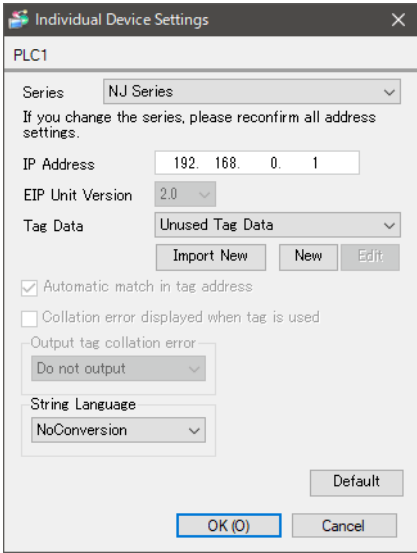 Individual Device Settings
PLC1
Series NJ Series
If you change the series, please reconfirm all address
settings.
IP Address 192. 168. 0. 1
EIP Unit Version 2.0
Tag Data Unused Tag Data
Import New New Edit
Automatic match in tag address
Collation error displayed when tag is used
Output tag collation error
Do not output
String Language
NoConversion
Default
OK (O) Cancel